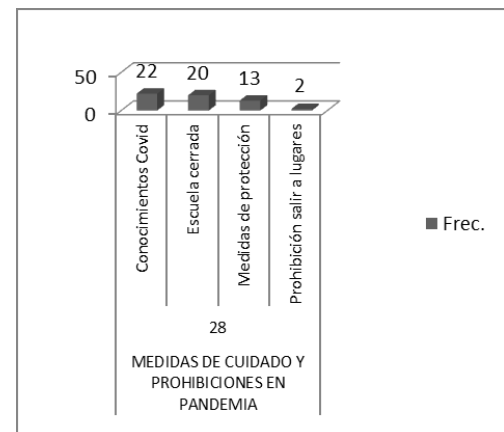 50
0
22
20
13
2
Conocimientos Covid
Escuela cerrada
Medidas de protección
Prohibición salir a lugares
28
MEDIDAS DE CUIDADO Y
PROHIBICIONES EN
PANDEMIA
Frec.